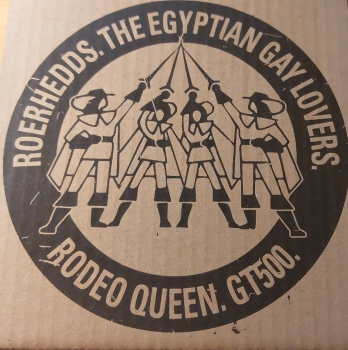 ROERHEDDS. THE EGYPTIAN GAY LOVERS.
RODEO QUEEN. GT500.